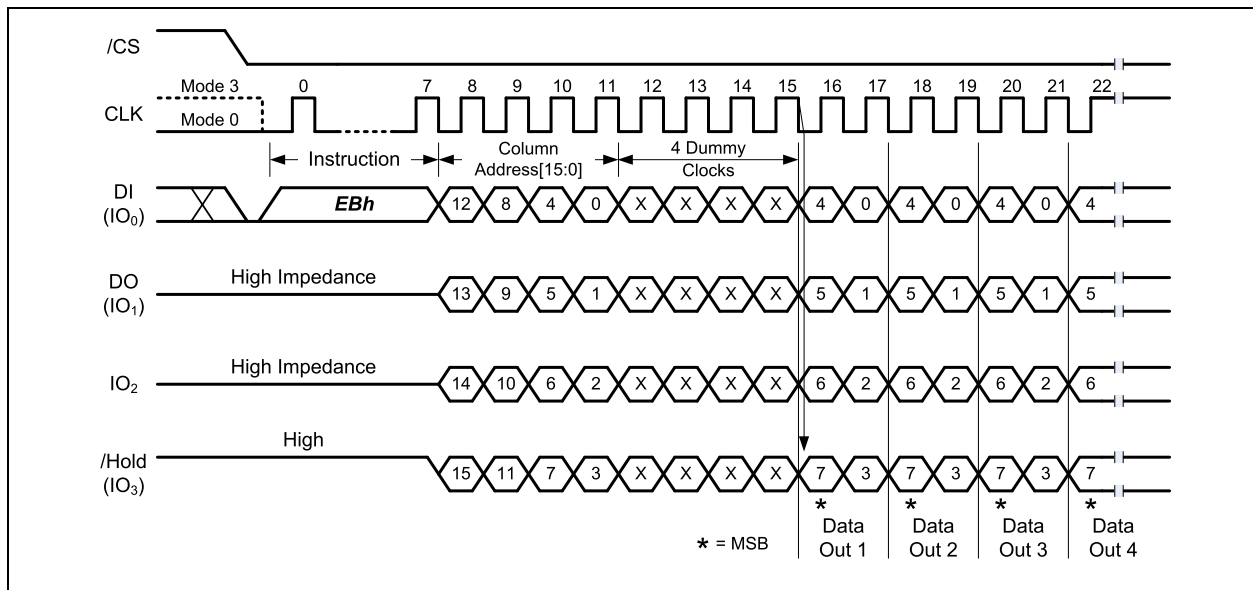 /CS
Mode 3 0 7 8 9 10 11 12 13 14 15 16 17 18 19 20 21 22
CLK
Mode 0
Instruction Column Address[15:0] 4 Dummy Clocks
DI
(IO₀) EBh 12 8 4 0 X X X X 4 0 4 0 4 0 4
DO
(IO₁) High Impedance 13 9 5 1 X X X X 5 1 5 1 5 1 5
IO₂ High Impedance 14 10 6 2 X X X X 6 2 6 2 6 2 6
High
/Hold
(IO₃) 15 11 7 3 X X X X 7 3 7 3 7 3 7
* * * *
* = MSB
Data Out 1 Data Out 2 Data Out 3 Data Out 4